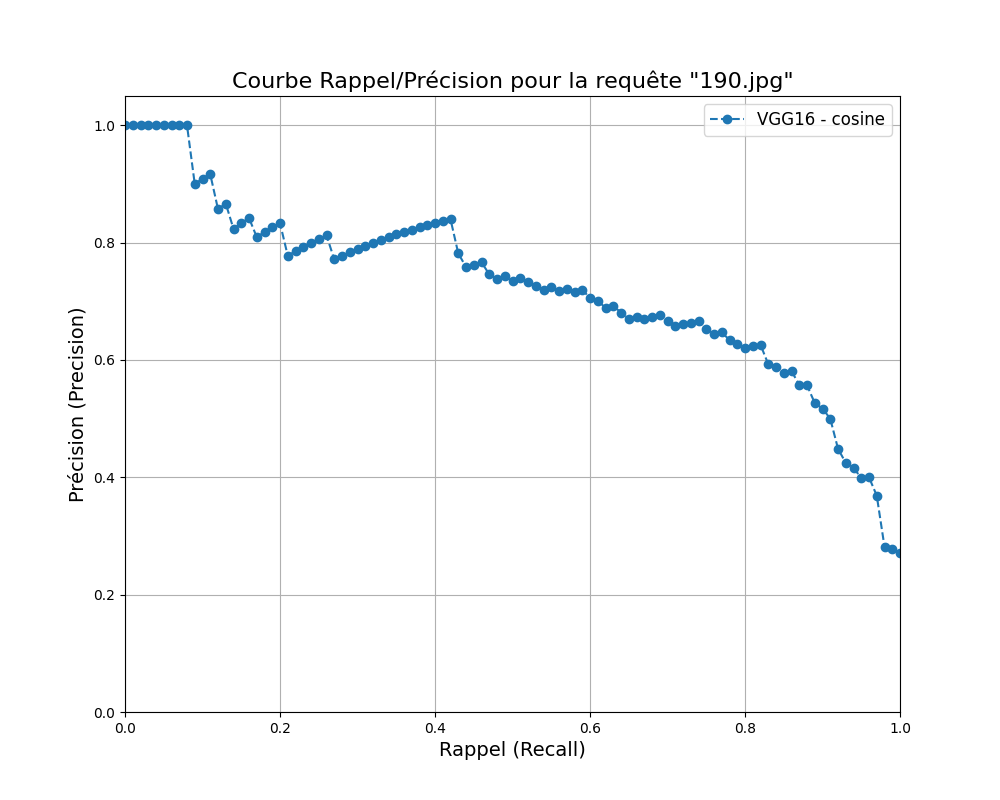 Courbe Rappel/Précision pour la requête "190.jpg"
VGG16 - cosine
1.0
0.8
0.6
0.4
0.2
0.0
Précision (Precision)
0.0 0.2 0.4 0.6 0.8 1.0
Rappel (Recall)